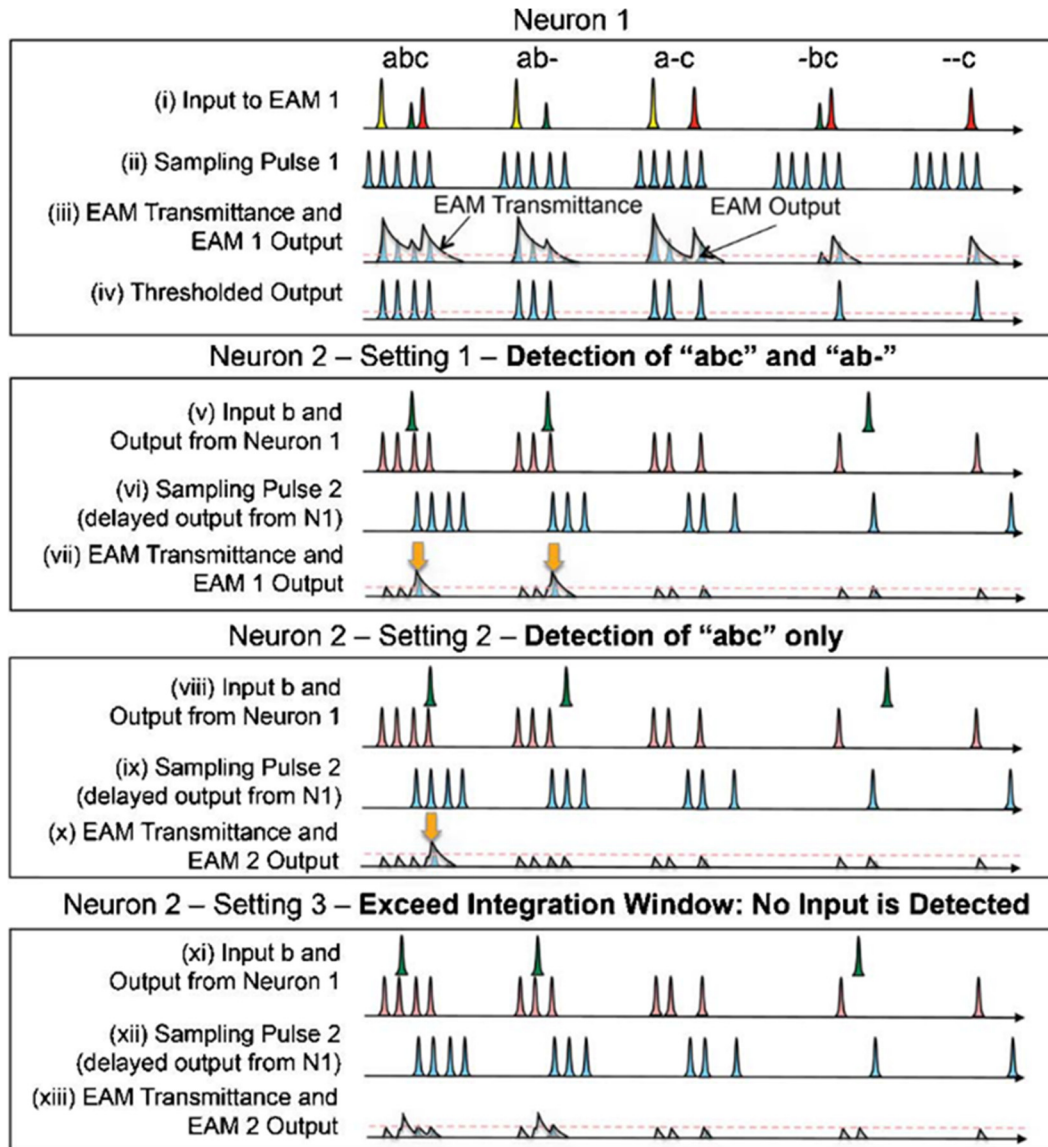 Neuron 1
abc ab- a-c -bc --c
(i) Input to EAM 1
(ii) Sampling Pulse 1
(iii) EAM Transmittance and
EAM 1 Output
EAM Transmittance
EAM Output
(iv) Thresholded Output
Neuron 2 – Setting 1 – Detection of “abc” and “ab-”
(v) Input b and
Output from Neuron 1
(vi) Sampling Pulse 2
(delayed output from N1)
(vii) EAM Transmittance and
EAM 1 Output
Neuron 2 – Setting 2 – Detection of “abc” only
(viii) Input b and
Output from Neuron 1
(ix) Sampling Pulse 2
(delayed output from N1)
(x) EAM Transmittance and
EAM 2 Output
Neuron 2 – Setting 3 – Exceed Integration Window: No Input is Detected
(xi) Input b and
Output from Neuron 1
(xii) Sampling Pulse 2
(delayed output from N1)
(xiii) EAM Transmittance and
EAM 2 Output